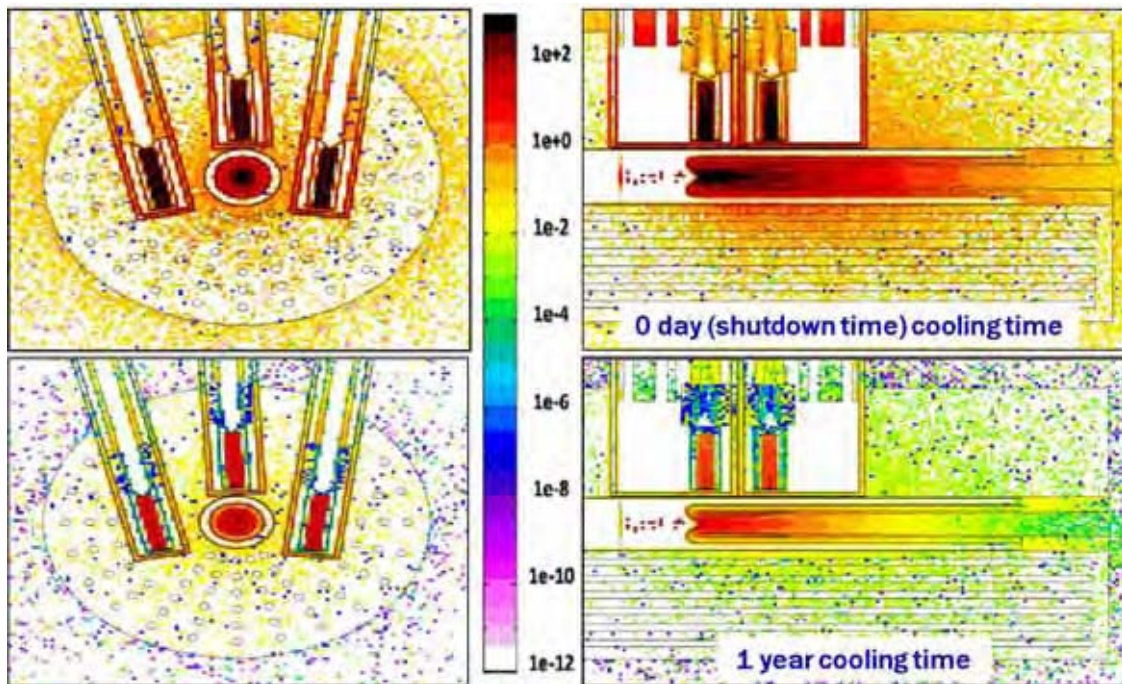 1e+2
1e+0
1e-2
1e-4
1e-6
1e-8
1e-10
1e-12
0 day (shutdown time) cooling time
1 year cooling time